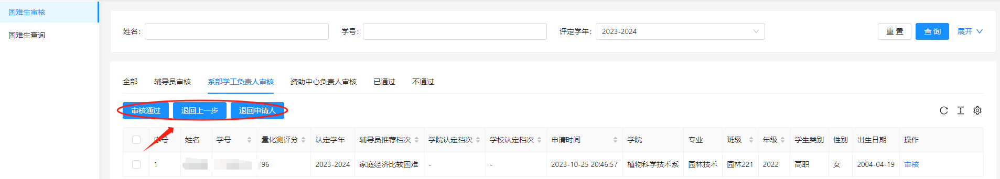 困难生审核
困难生查询
姓名: 学号: 评定学年: 2023-2024 重置 查询 展开
全部 辅导员审核 系部学工负责人审核 资助中心负责人审核 已通过 不通过
审核通过 退回上一步 退回申请人
序号 姓名 学号 量化测评分 认定学年 辅导员推荐档次 学院认定档次 学校认定档次 申请时间 学院 专业 班级 年级 学生类别 性别 出生日期 操作
1 96 2023-2024 家庭经济比较困难 - - 2023-10-25 20:46:57 植物科学技术系 园林技术 园林221 2022 高职 女 2004-04-19 审核